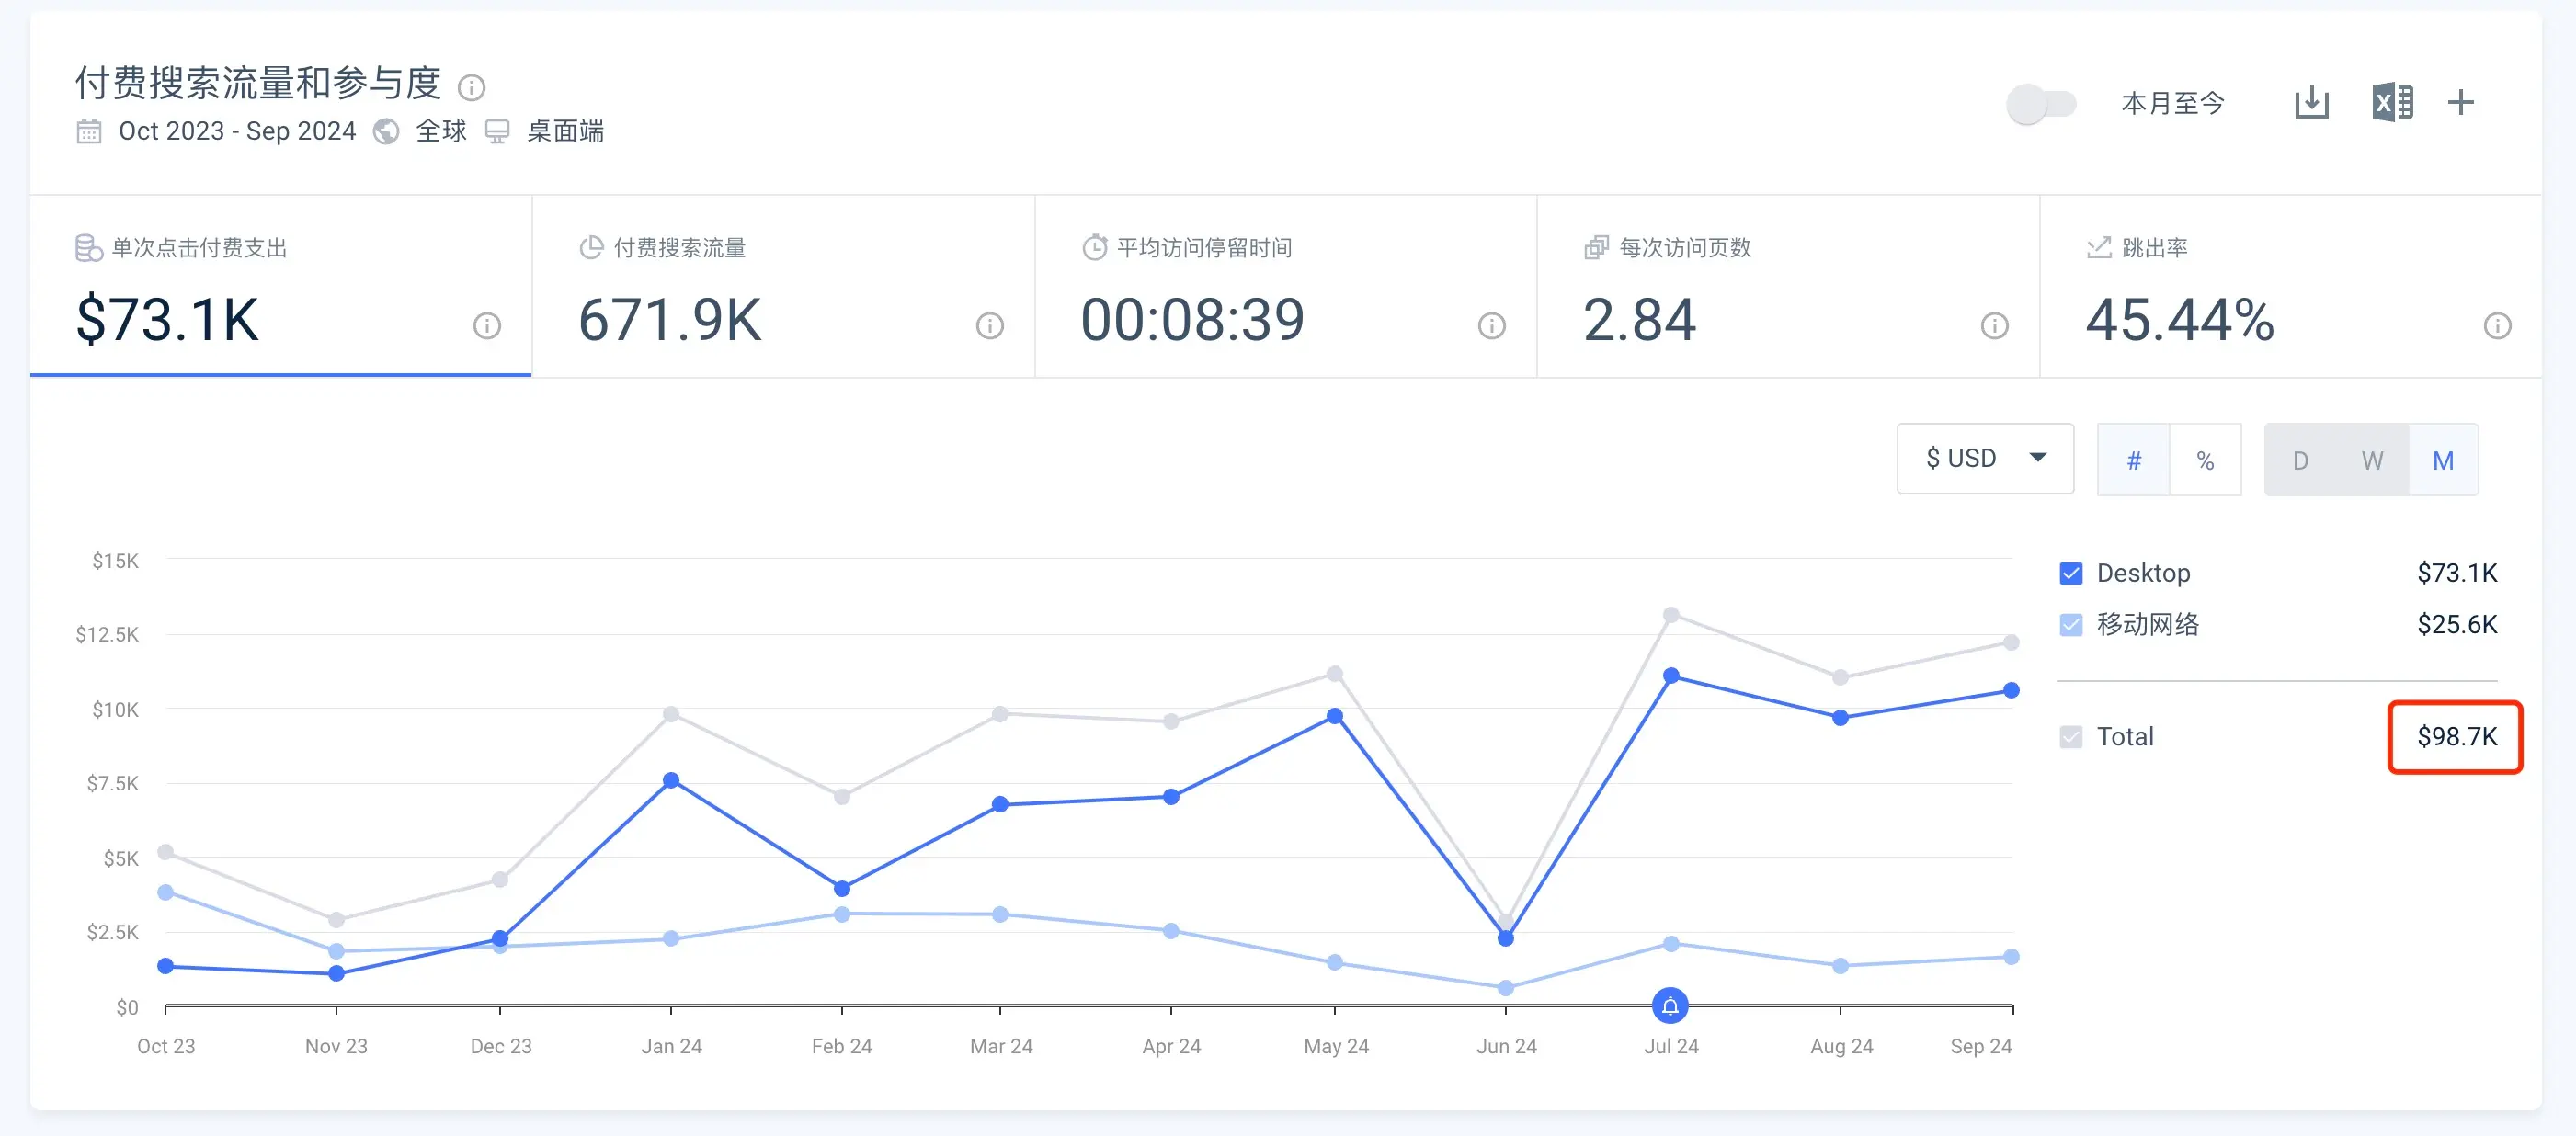 付费搜索流量和参与度
Oct 2023 - Sep 2024 全球 桌面端
本月至今
单次点击付费支出
$73.1K
付费搜索流量
671.9K
平均访问停留时间
00:08:39
每次访问页数
2.84
跳出率
45.44%
$ USD
# %
D W M
$15K
$12.5K
$10K
$7.5K
$5K
$2.5K
$0
Oct 23 Nov 23 Dec 23 Jan 24 Feb 24 Mar 24 Apr 24 May 24 Jun 24 Jul 24 Aug 24 Sep 24
Desktop $73.1K
移动网络 $25.6K
Total $98.7K